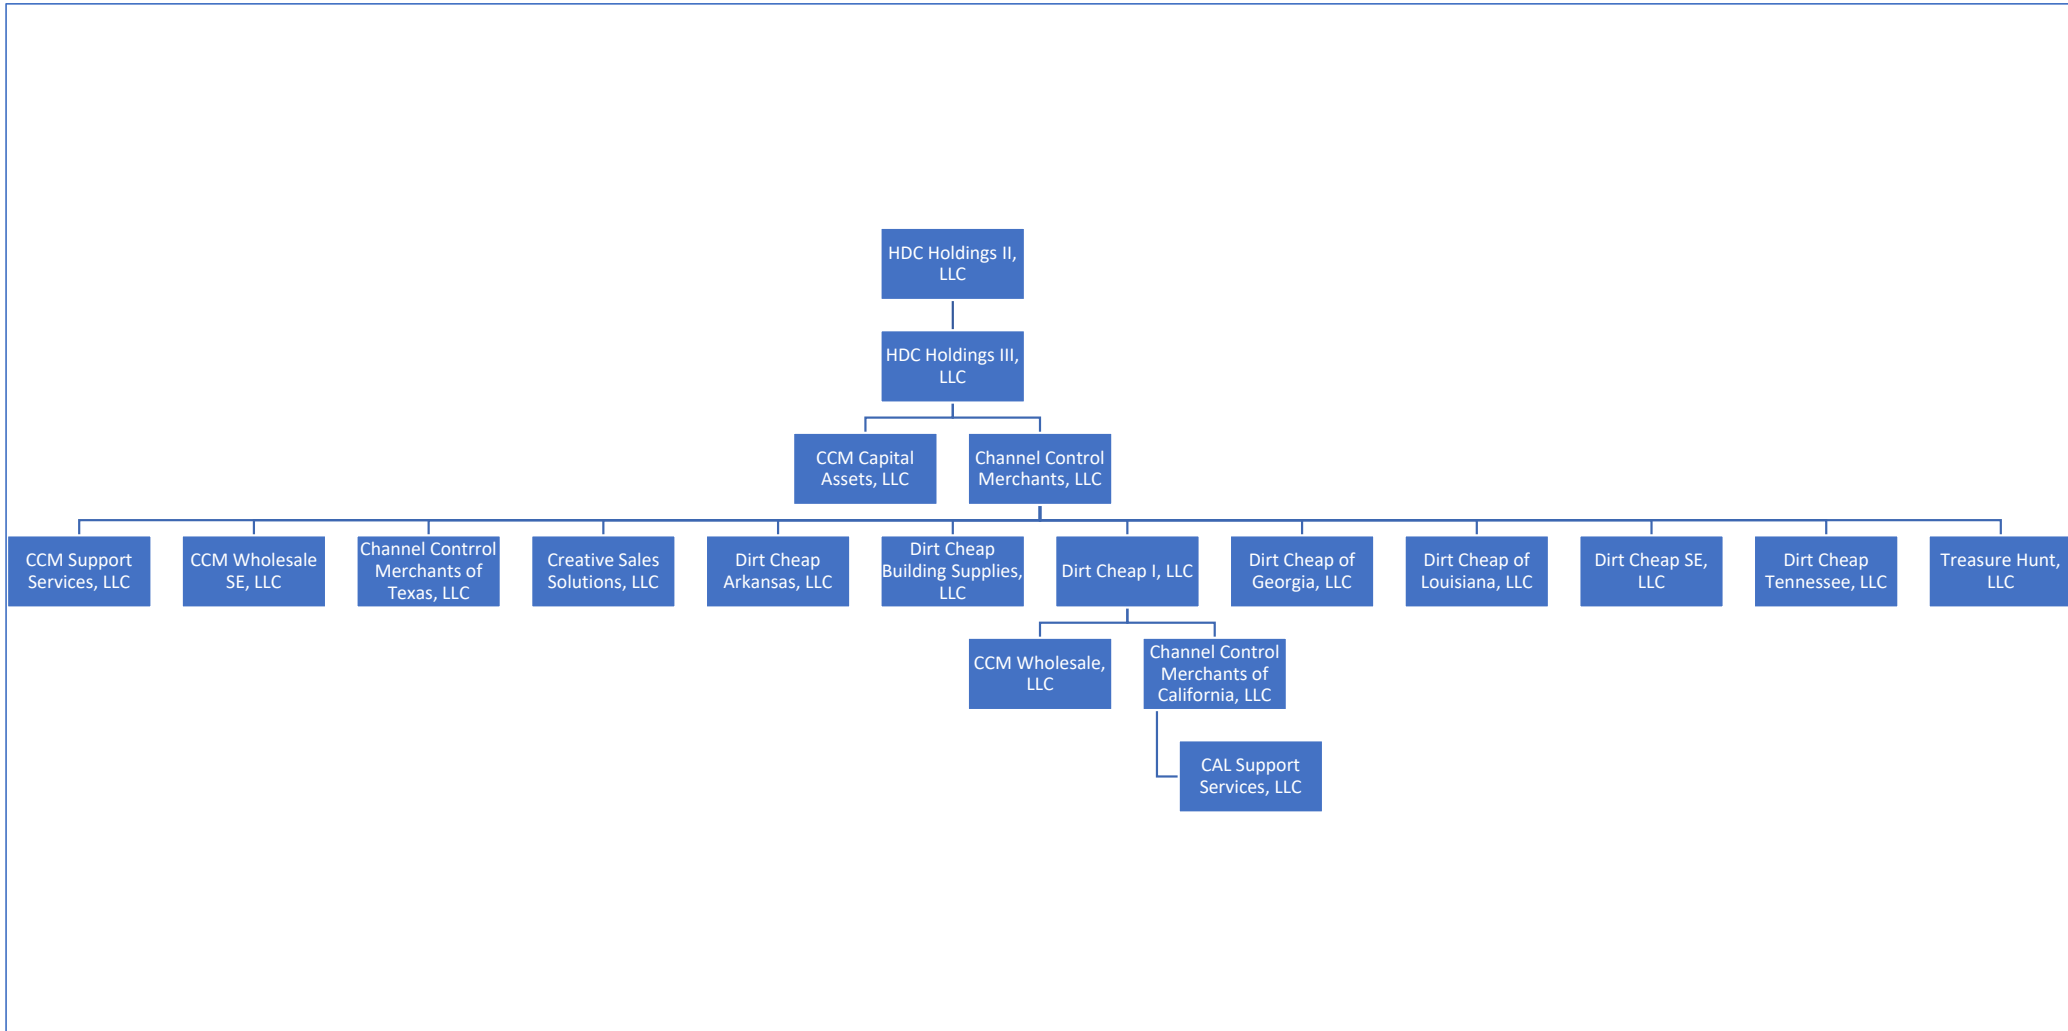 HDC Holdings II,
LLC
HDC Holdings III,
LLC
CCM Capital
Assets, LLC
Channel Control
Merchants, LLC
CCM Support
Services, LLC
CCM Wholesale
SE, LLC
Channel Contrrol
Merchants of
Texas, LLC
Creative Sales
Solutions, LLC
Dirt Cheap
Arkansas, LLC
Dirt Cheap
Building Supplies,
LLC
Dirt Cheap I, LLC
Dirt Cheap of
Georgia, LLC
Dirt Cheap of
Louisiana, LLC
Dirt Cheap SE,
LLC
Dirt Cheap
Tennessee, LLC
Treasure Hunt,
LLC
CCM Wholesale,
LLC
Channel Control
Merchants of
California, LLC
CAL Support
Services, LLC